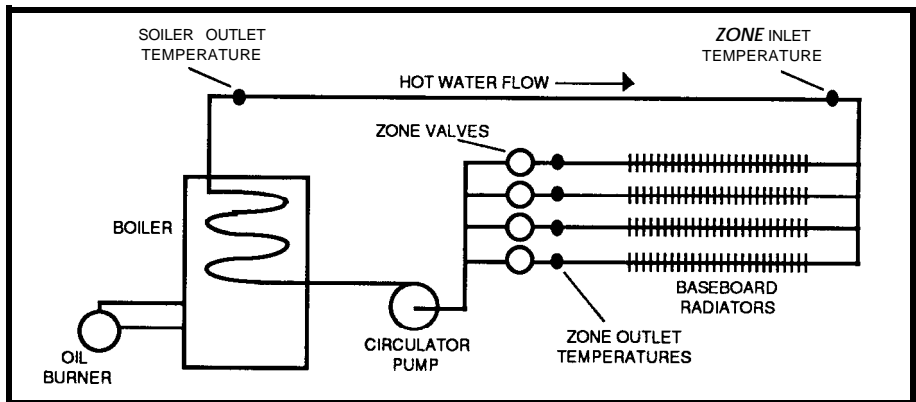 SOILER OUTLET
TEMPERATURE
ZONE INLET
TEMPERATURE
HOT WATER FLOW
ZONE VALVES
BOILER
BASEBOARD
RADIATORS
CIRCULATOR
PUMP
ZONE OUTLET
TEMPERATURES
OIL
BURNER